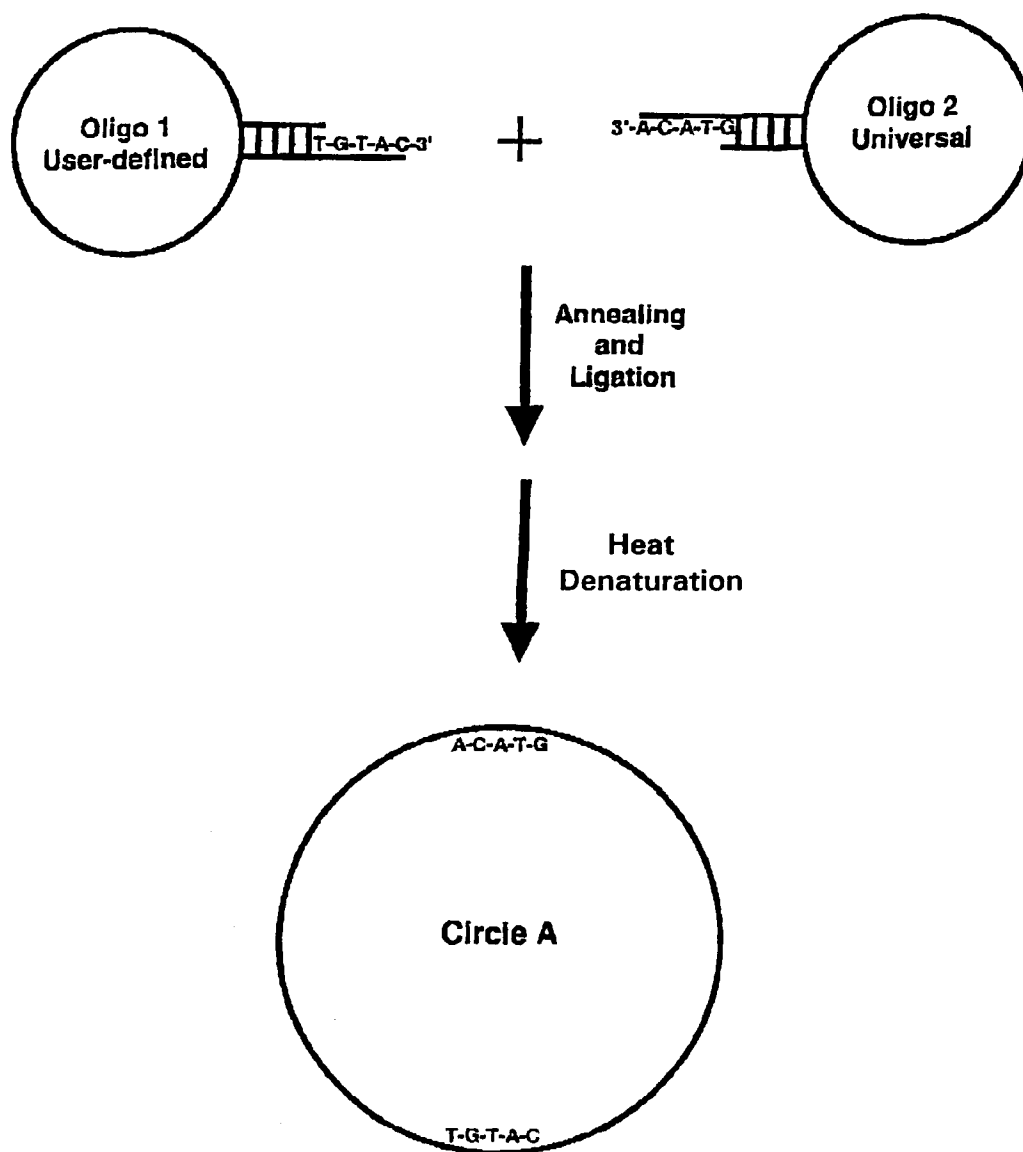 Oligo 1
User-defined
T-G-T-A-C-3'
+
3'-A-C-A-T-G
Oligo 2
Universal
Annealing
and
Ligation
Heat
Denaturation
A-C-A-T-G
Circle A
T-G-T-A-C